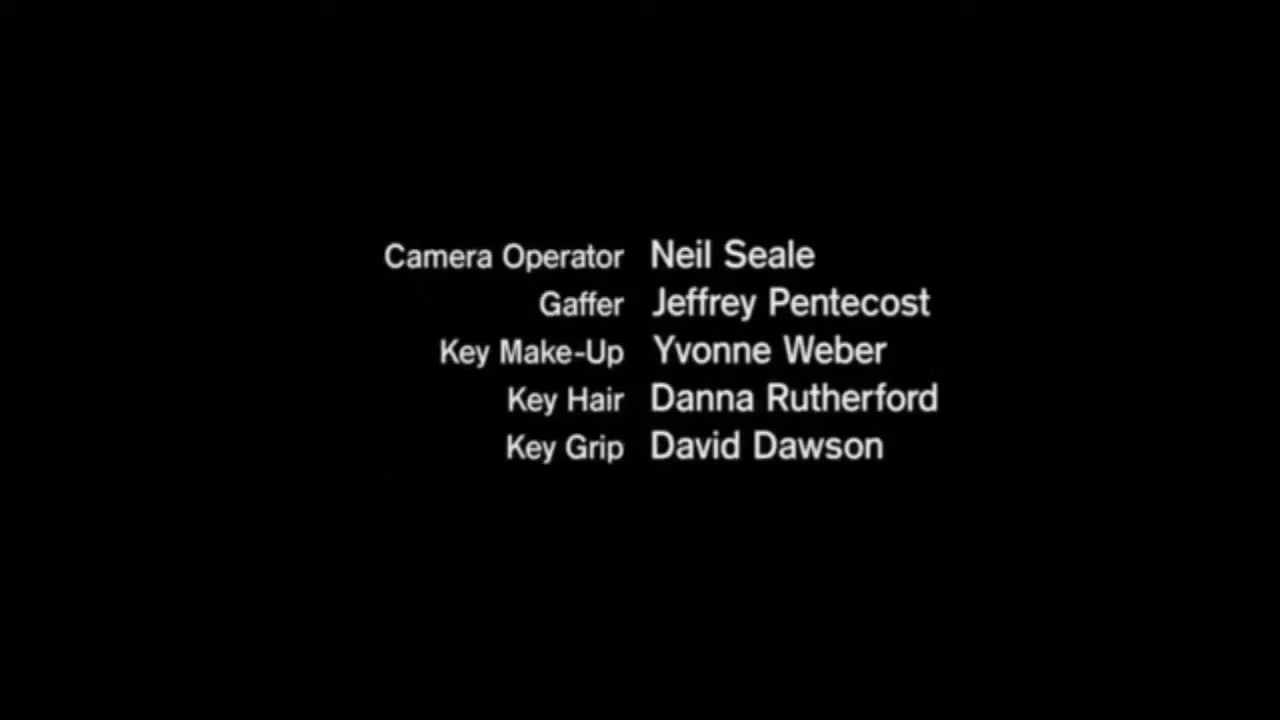 Camera Operator Neil Seale
Gaffer Jeffrey Pentecost
Key Make-Up Yvonne Weber
Key Hair Danna Rutherford
Key Grip David Dawson